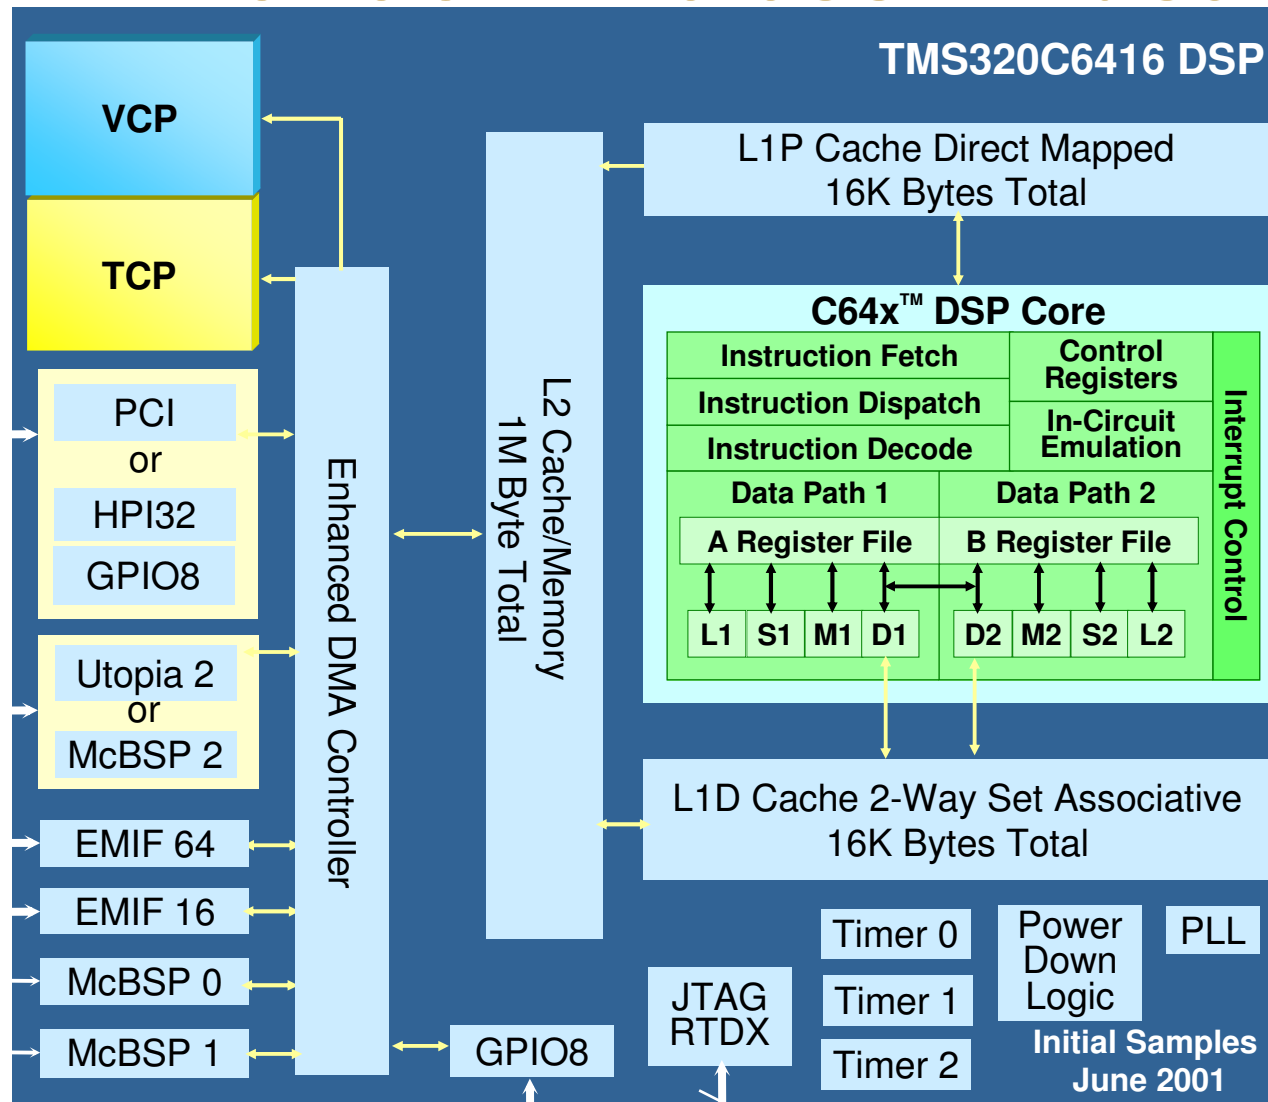 TMS320C6416 DSP
VCP
TCP
PCI
or
HPI32
GPIO8
Utopia 2
or
McBSP 2
EMIF 64
EMIF 16
McBSP 0
McBSP 1
Enhanced DMA Controller
L2 Cache/Memory
1M Byte Total
L1P Cache Direct Mapped
16K Bytes Total
C64x™ DSP Core
Instruction Fetch
Instruction Dispatch
Instruction Decode
Control
Registers
In-Circuit
Emulation
Interrupt Control
Data Path 1
Data Path 2
A Register File
B Register File
L1 S1 M1 D1
D2 M2 S2 L2
L1D Cache 2-Way Set Associative
16K Bytes Total
GPIO8
JTAG
RTDX
Timer 0
Timer 1
Timer 2
Power
Down
Logic
PLL
Initial Samples
June 2001